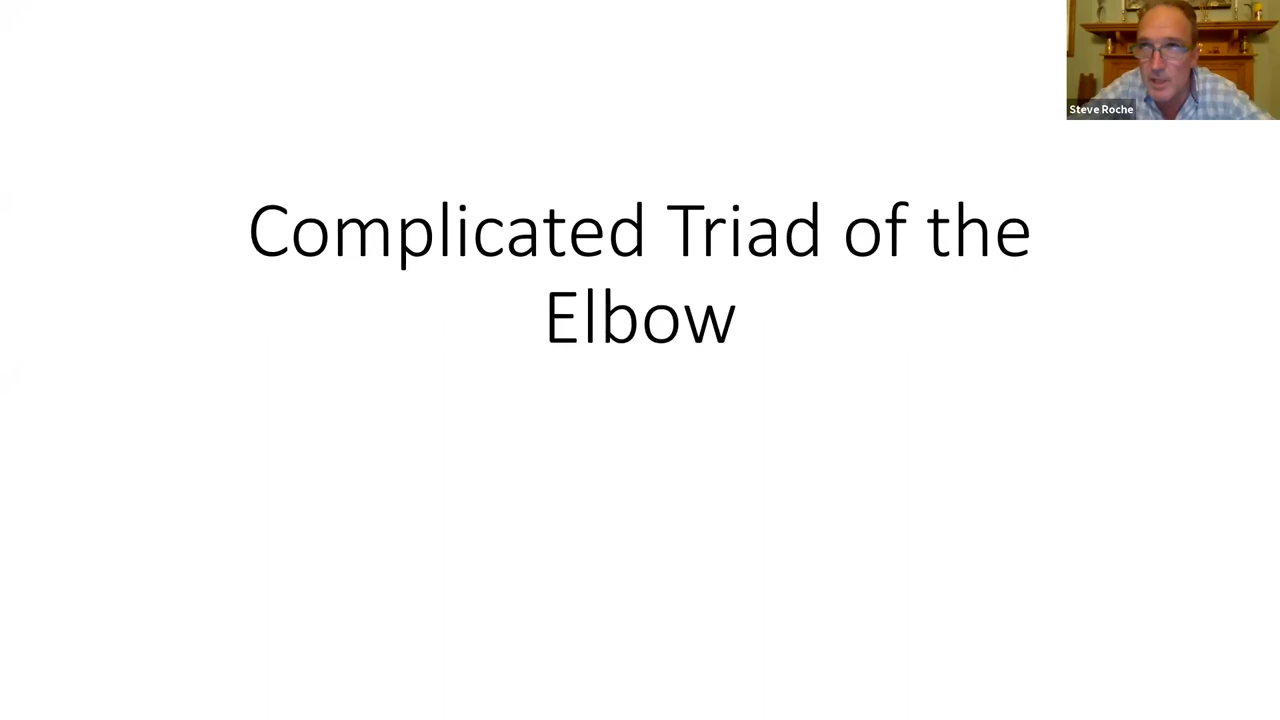 Steve Roche
Complicated Triad of the
Elbow